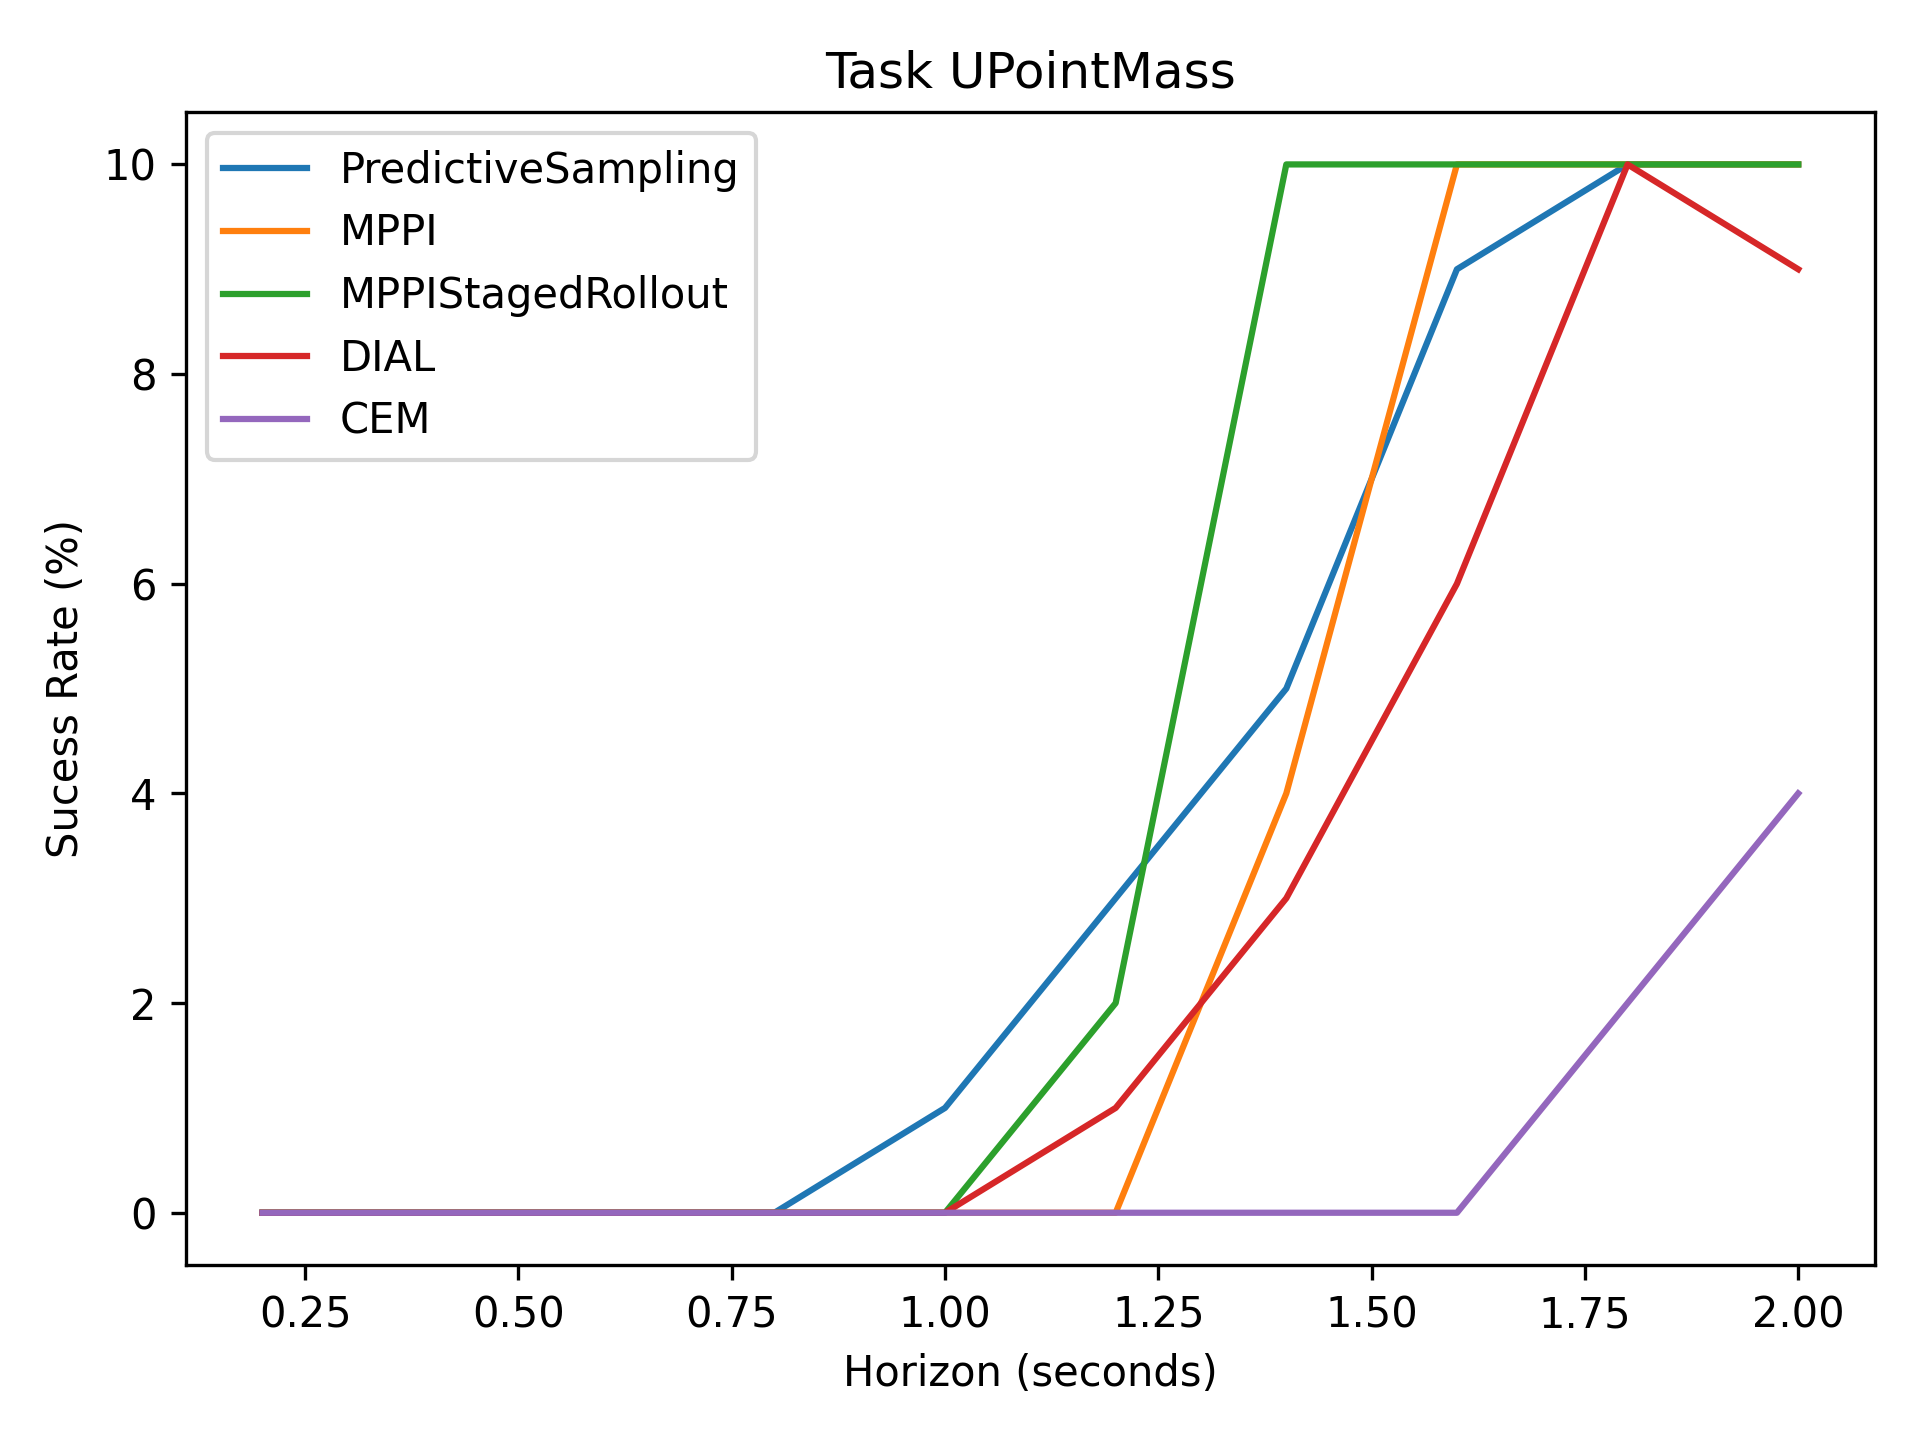 Task UPointMass
PredictiveSampling
MPPI
MPPIStagedRollout
DIAL
CEM
Sucess Rate (%)
10
8
6
4
2
0
0.25 0.50 0.75 1.00 1.25 1.50 1.75 2.00
Horizon (seconds)